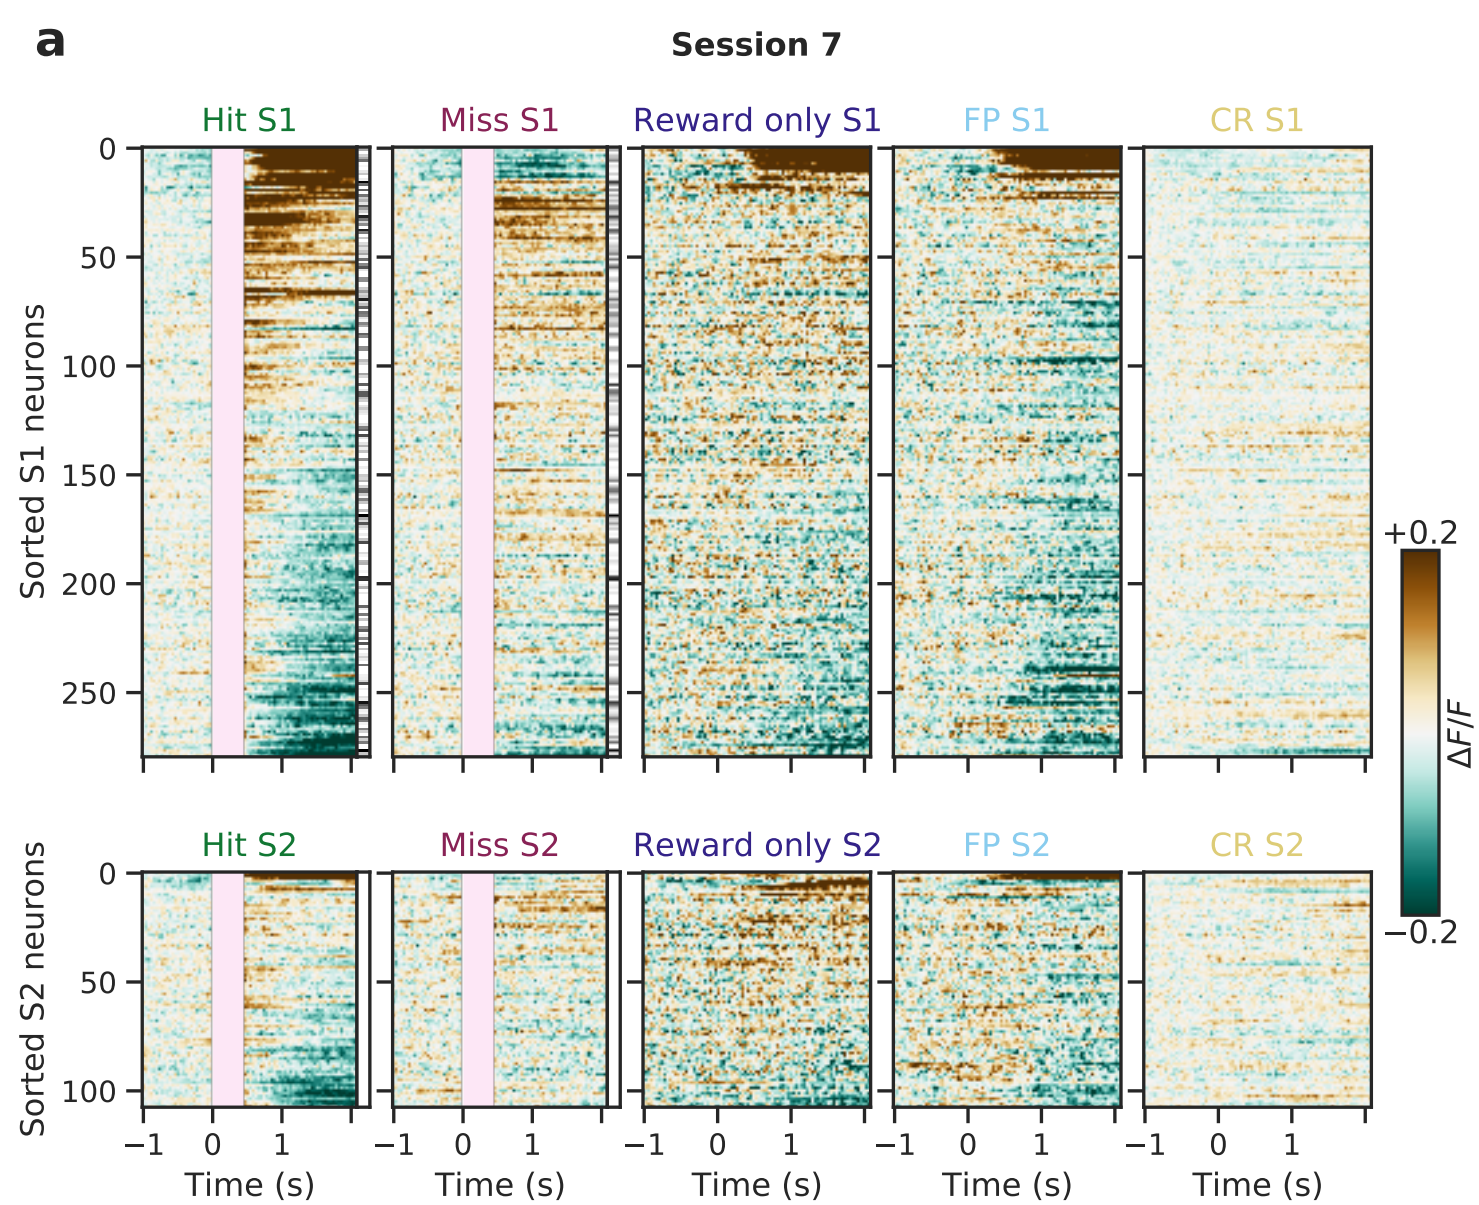 a
Session 7
Hit S1
Miss S1
Reward only S1
FP S1
CR S1
Sorted S1 neurons
0
50
100
150
200
250
+0.2
ΔF/F
−0.2
Hit S2
Miss S2
Reward only S2
FP S2
CR S2
Sorted S2 neurons
0
50
100
−1 0 1
−1 0 1
−1 0 1
−1 0 1
−1 0 1
Time (s)
Time (s)
Time (s)
Time (s)
Time (s)